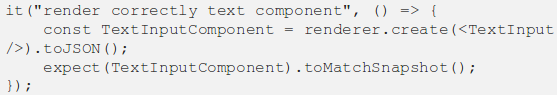 it("render correctly text component", () => {
    const TextInputComponent = renderer.create(<TextInput
/>).toJSON();
    expect(TextInputComponent).toMatchSnapshot();
});